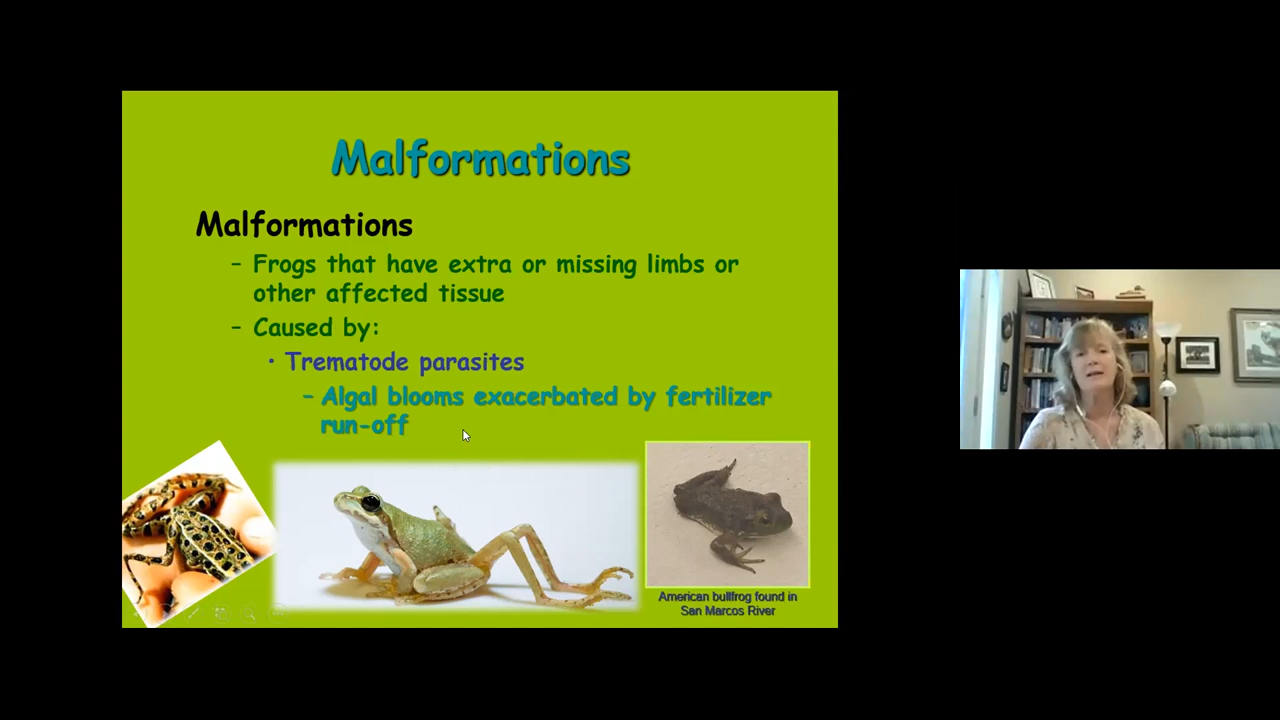 Malformations
Malformations
– Frogs that have extra or missing limbs or
other affected tissue
– Caused by:
• Trematode parasites
– Algal blooms exacerbated by fertilizer
run-off
American bullfrog found in
San Marcos River